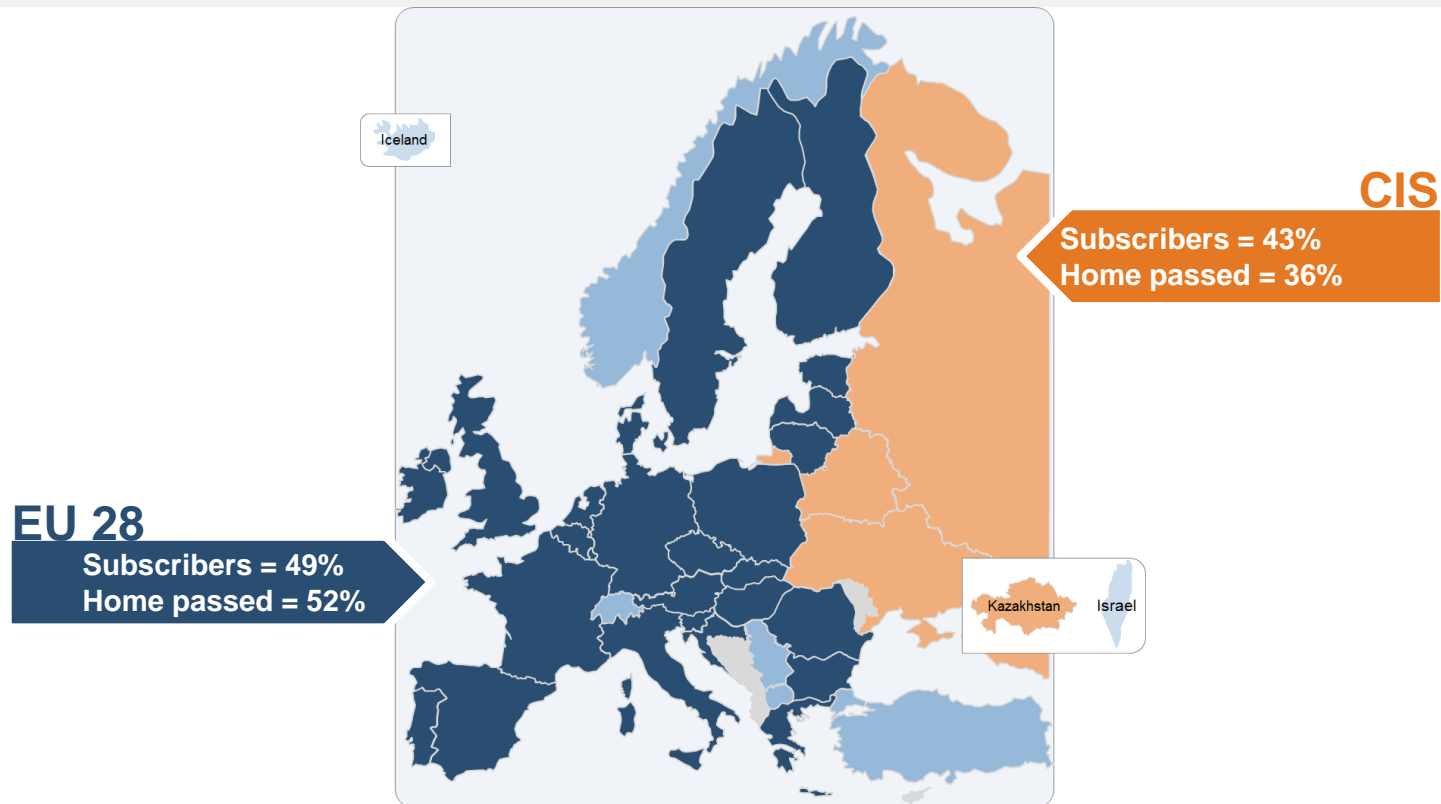 Iceland
CIS
Subscribers = 43%
Home passed = 36%
EU 28
Subscribers = 49%
Home passed = 52%
Kazakhstan
Israel